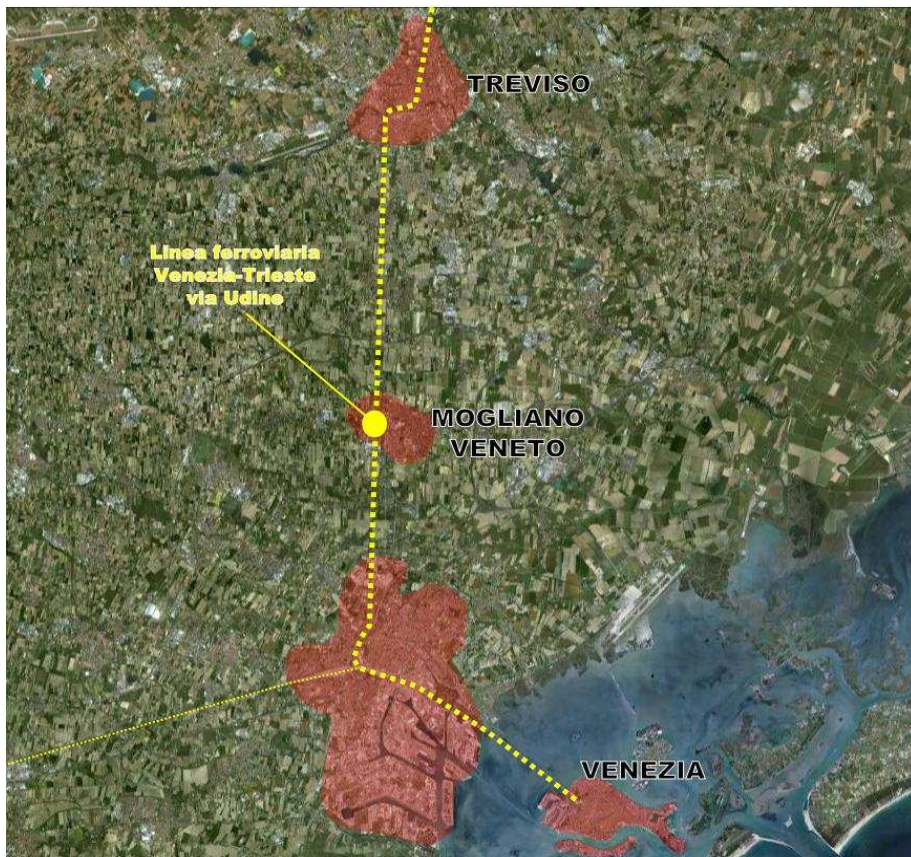 TREVISO
Linea ferroviaria
Venezia-Trieste
via Udine
MOGLIANO
VENETO
VENEZIA